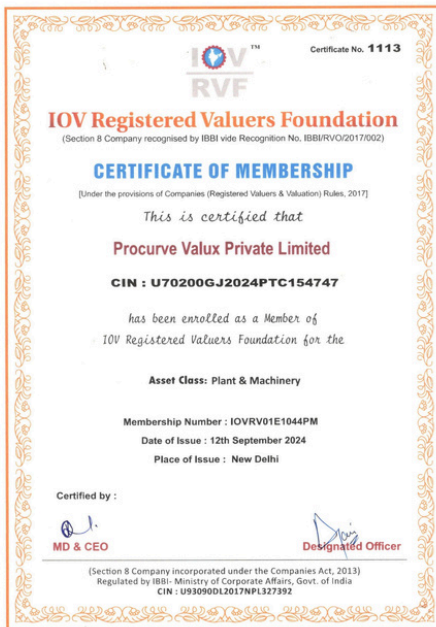 Certificate No. 1113
IOV™
RVF
IOV Registered Valuers Foundation
(Section 8 Company recognised by IBBI vide Recognition No. IBBI/RVO/2017/002)
CERTIFICATE OF MEMBERSHIP
[Under the provisions of Companies (Registered Valuers & Valuation) Rules, 2017]
This is certified that
Procurve Valux Private Limited
CIN : U70200GJ2024PTC154747
has been enrolled as a Member of
IOV Registered Valuers Foundation for the
Asset Class: Plant & Machinery
Membership Number : IOVRV01E1044PM
Date of Issue : 12th September 2024
Place of Issue : New Delhi
Certified by :
MD & CEO
Designated Officer
(Section 8 Company incorporated under the Companies Act, 2013)
Regulated by IBBI- Ministry of Corporate Affairs, Govt. of India
CIN : U93090DL2017NPL327392